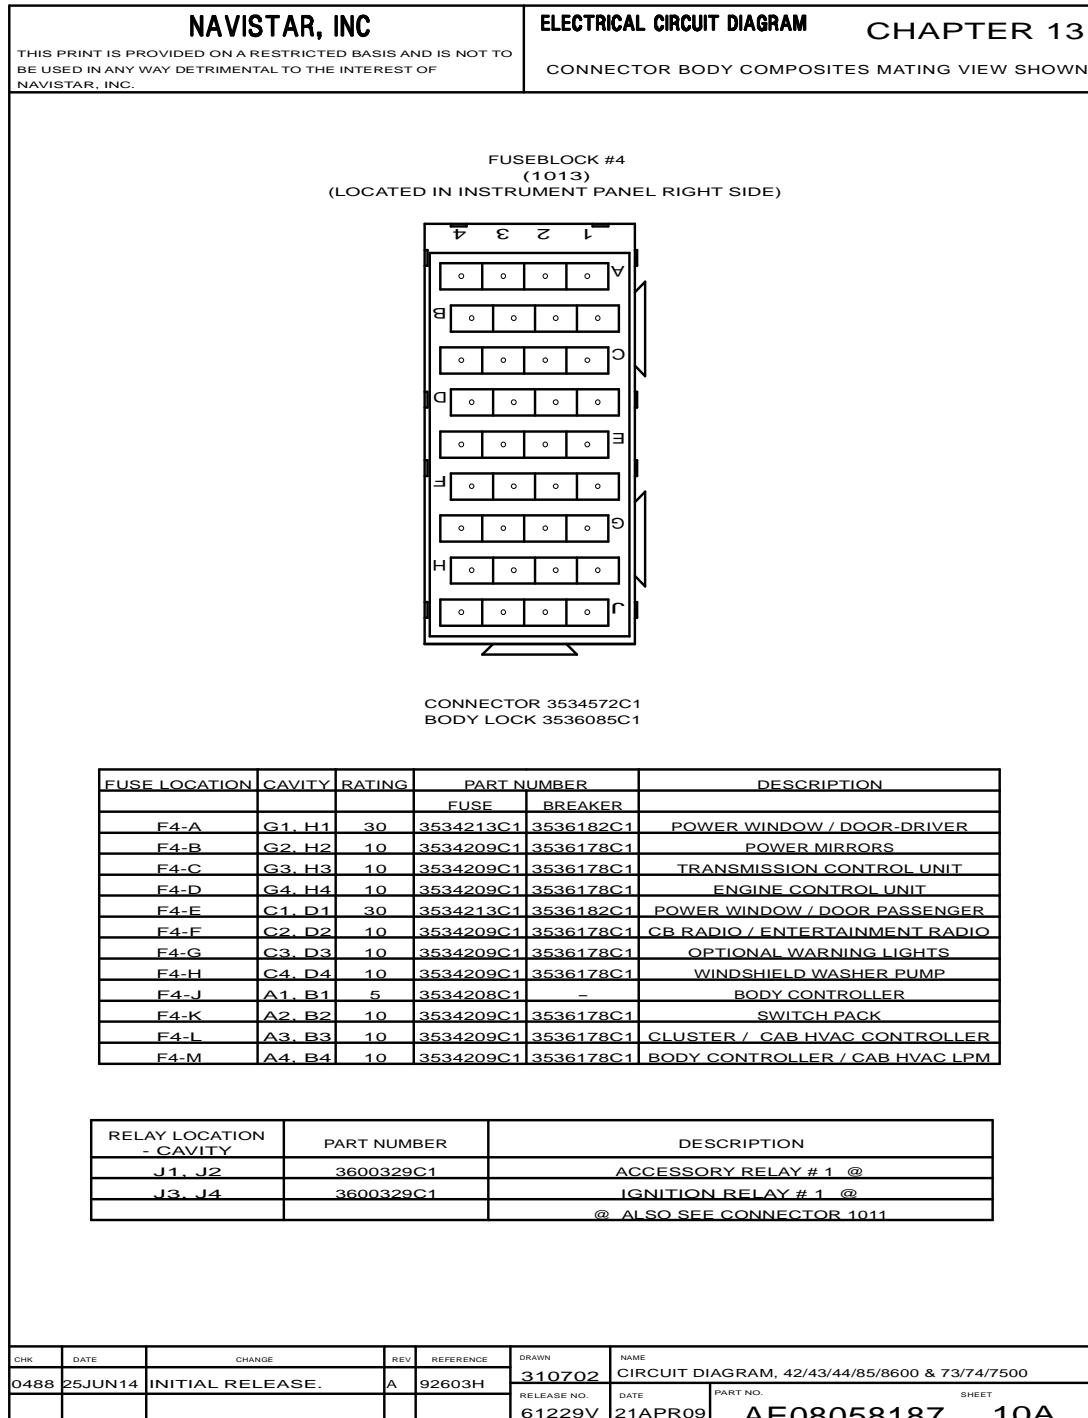 NAVISTAR, INC
THIS PRINT IS PROVIDED ON A RESTRICTED BASIS AND IS NOT TO
BE USED IN ANY WAY DETRIMENTAL TO THE INTEREST OF
NAVISTAR, INC.
ELECTRICAL CIRCUIT DIAGRAM CHAPTER 13
CONNECTOR BODY COMPOSITES MATING VIEW SHOWN
FUSEBLOCK #4
(1013)
(LOCATED IN INSTRUMENT PANEL RIGHT SIDE)
4 3 2 1
A
B
C
D
E
F
G
H
J
CONNECTOR 3534572C1
BODY LOCK 3536085C1
FUSE LOCATION CAVITY RATING PART NUMBER DESCRIPTION
FUSE BREAKER
F4-A G1, H1 30 3534213C1 3536182C1 POWER WINDOW / DOOR-DRIVER
F4-B G2, H2 10 3534209C1 3536178C1 POWER MIRRORS
F4-C G3, H3 10 3534209C1 3536178C1 TRANSMISSION CONTROL UNIT
F4-D G4, H4 10 3534209C1 3536178C1 ENGINE CONTROL UNIT
F4-E C1, D1 30 3534213C1 3536182C1 POWER WINDOW / DOOR PASSENGER
F4-F C2, D2 10 3534209C1 3536178C1 CB RADIO / ENTERTAINMENT RADIO
F4-G C3, D3 10 3534209C1 3536178C1 OPTIONAL WARNING LIGHTS
F4-H C4, D4 10 3534209C1 3536178C1 WINDSHIELD WASHER PUMP
F4-J A1, B1 5 3534208C1 – BODY CONTROLLER
F4-K A2, B2 10 3534209C1 3536178C1 SWITCH PACK
F4-L A3, B3 10 3534209C1 3536178C1 CLUSTER / CAB HVAC CONTROLLER
F4-M A4, B4 10 3534209C1 3536178C1 BODY CONTROLLER / CAB HVAC LPM
RELAY LOCATION
- CAVITY PART NUMBER DESCRIPTION
J1, J2 3600329C1 ACCESSORY RELAY # 1 @
J3, J4 3600329C1 IGNITION RELAY # 1 @
@ ALSO SEE CONNECTOR 1011
CHK DATE CHANGE REV REFERENCE
0488 25JUN14 INITIAL RELEASE. A 92603H
DRAWN
310702
NAME
CIRCUIT DIAGRAM, 42/43/44/85/8600 & 73/74/7500
RELEASE NO. DATE PART NO. SHEET
61229V 21APR09 AE08058187 10A